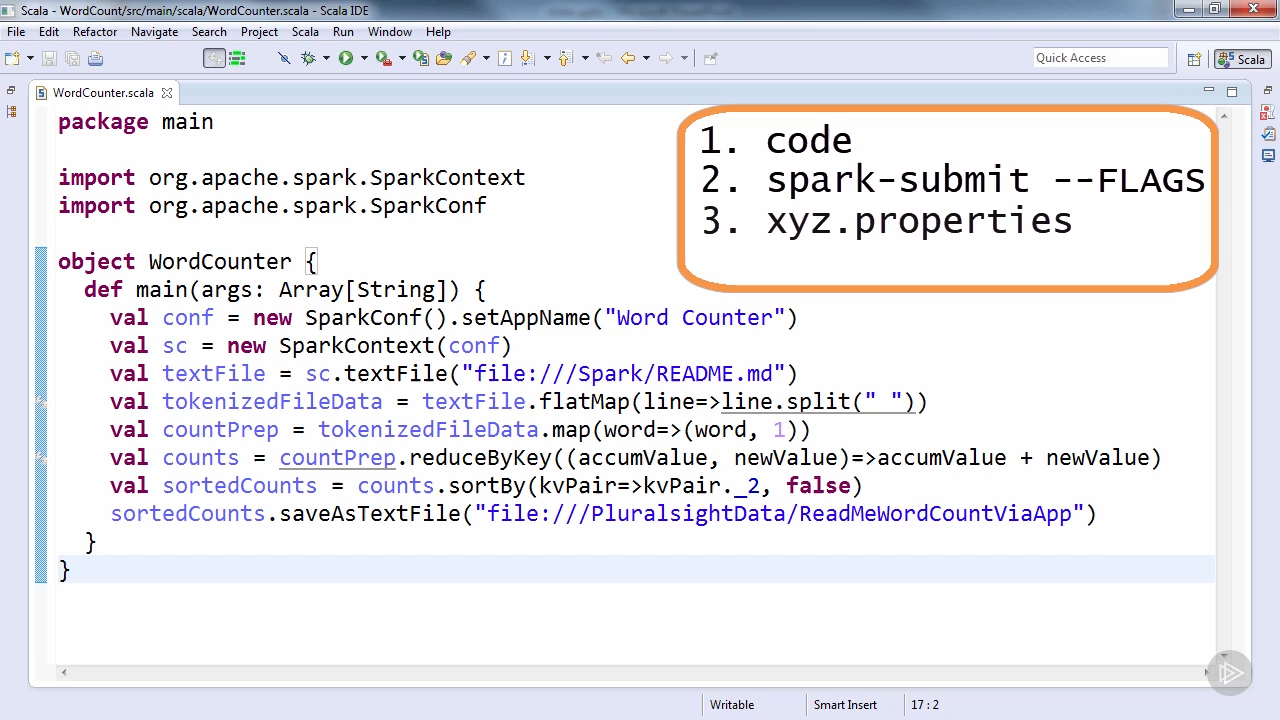 Scala - WordCount/src/main/scala/WordCounter.scala - Scala IDE
File Edit Refactor Navigate Search Project Scala Run Window Help
Quick Access
Scala
WordCounter.scala
package main
import org.apache.spark.SparkContext
import org.apache.spark.SparkConf
object WordCounter {
def main(args: Array[String]) {
val conf = new SparkConf().setAppName("Word Counter")
val sc = new SparkContext(conf)
val textFile = sc.textFile("file:///Spark/README.md")
val tokenizedFileData = textFile.flatMap(line=>line.split(" "))
val countPrep = tokenizedFileData.map(word=>(word, 1))
val counts = countPrep.reduceByKey((accumValue, newValue)=>accumValue + newValue)
val sortedCounts = counts.sortBy(kvPair=>kvPair._2, false)
sortedCounts.saveAsTextFile("file:///PluralsightData/ReadMeWordCountViaApp")
}
}
1. code
2. spark-submit --FLAGS
3. xyz.properties
Writable Smart Insert 17 : 2